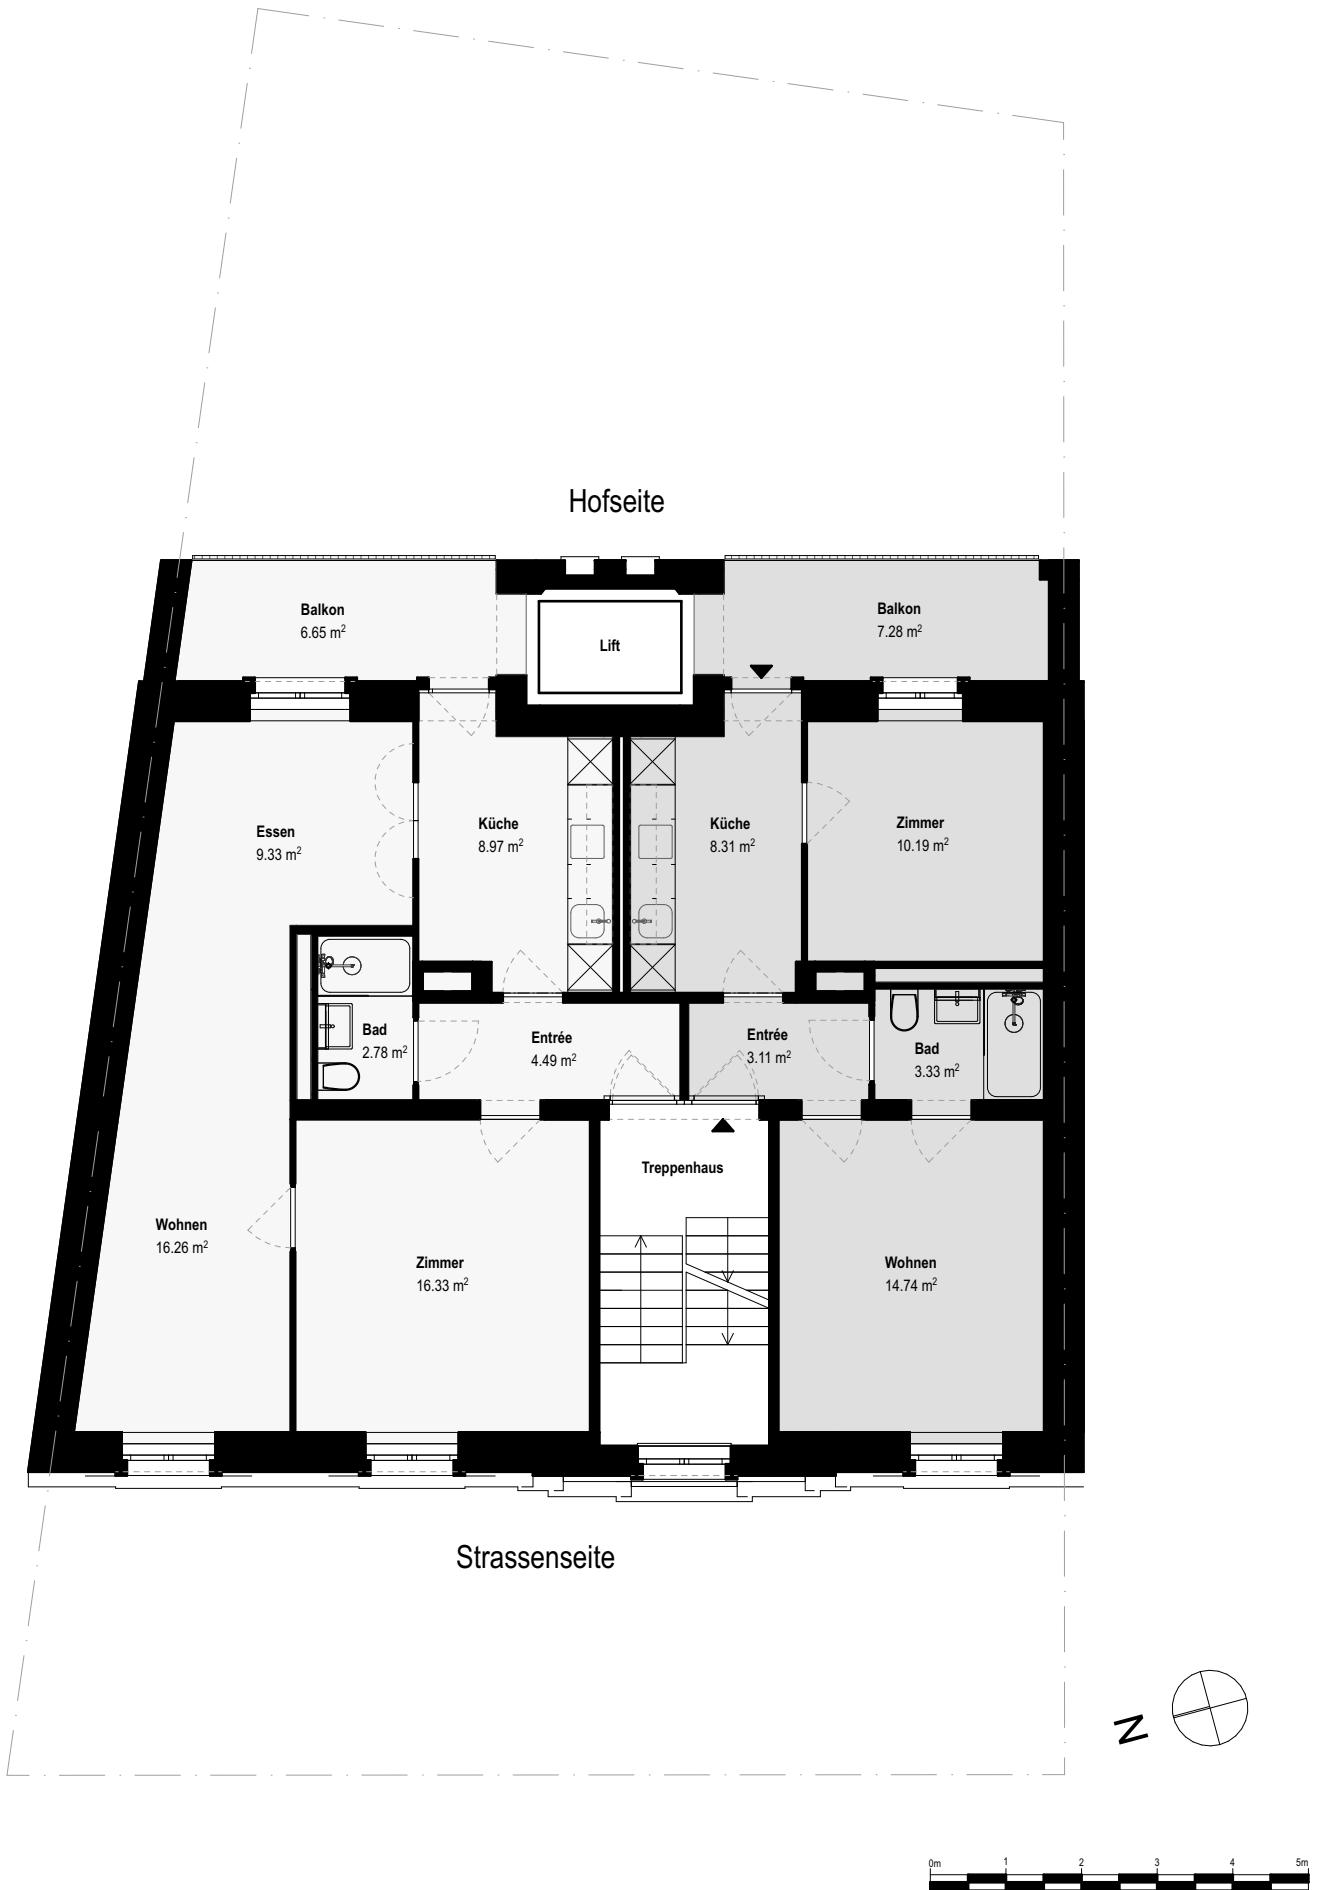 Hofseite
Balkon
6.65 m²
Lift
Balkon
7.28 m²
Essen
9.33 m²
Küche
8.97 m²
Küche
8.31 m²
Zimmer
10.19 m²
Bad
2.78 m²
Entrée
4.49 m²
Entrée
3.11 m²
Bad
3.33 m²
Treppenhaus
Wohnen
16.26 m²
Zimmer
16.33 m²
Wohnen
14.74 m²
Strassenseite
N
0m 1 2 3 4 5m